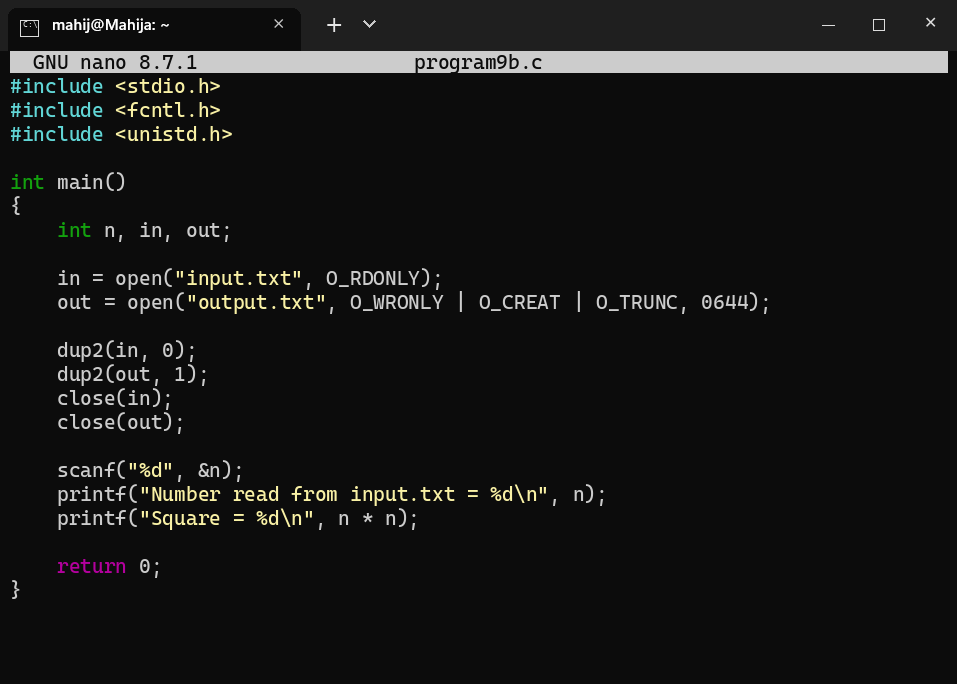 mahij@Mahija: ~
GNU nano 8.7.1 program9b.c
#include <stdio.h>
#include <fcntl.h>
#include <unistd.h>

int main()
{
    int n, in, out;

    in = open("input.txt", O_RDONLY);
    out = open("output.txt", O_WRONLY | O_CREAT | O_TRUNC, 0644);

    dup2(in, 0);
    dup2(out, 1);
    close(in);
    close(out);

    scanf("%d", &n);
    printf("Number read from input.txt = %d\n", n);
    printf("Square = %d\n", n * n);

    return 0;
}